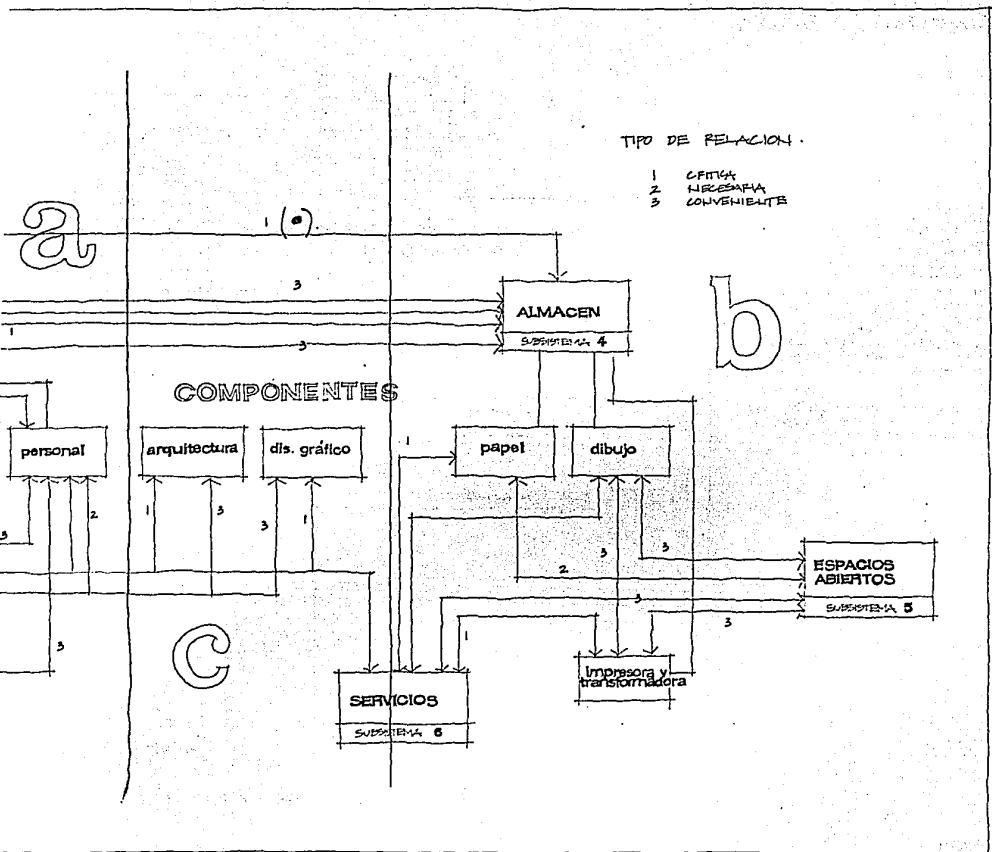 TIPO DE RELACION.
1 CRITICA
2 NECESARIA
3 CONVENIENTE
a
1 (•).
3
ALMACEN
SUBSISTEMA 4
1
3
b
COMPONENTES
personal
arquitectura
dis. gráfico
1
papel
dibujo
3
2
1
3
3
1
3
3
2
ESPACIOS
ABIERTOS
SUBSISTEMA 5
3
3
1
3
c
impresora y
transformadora
SERVICIOS
SUBSISTEMA 6